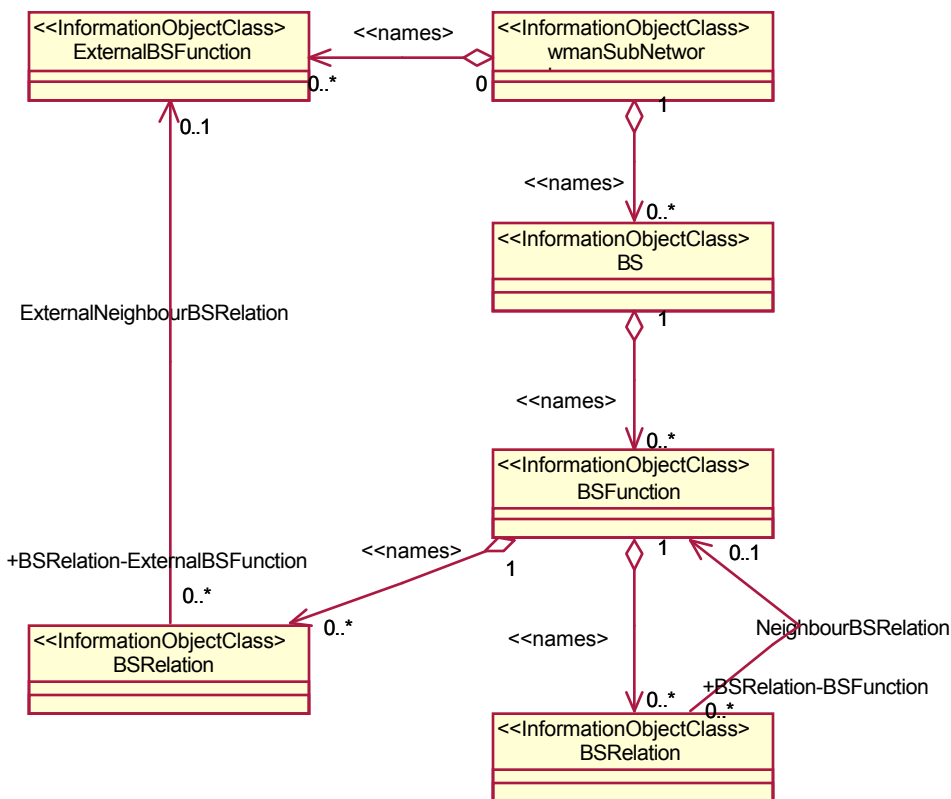 <<InformationObjectClass>
ExternalBSFunction
<<names>
<<InformationObjectClass>
wmanSubNetwor
0..*
0
0..1
1
<<names>
0..*
<<InformationObjectClass>
BS
1
ExternalNeighbourBSRelation
<<names>
0..*
<<InformationObjectClass>
BSFunction
+BSRelation-ExternalBSFunction
<<names>
1
1
0..1
0..*
0..*
<<names>
NeighbourBSRelation
<<InformationObjectClass>
BSRelation
+BSRelation-BSFunction
0..*
0..*
<<InformationObjectClass>
BSRelation